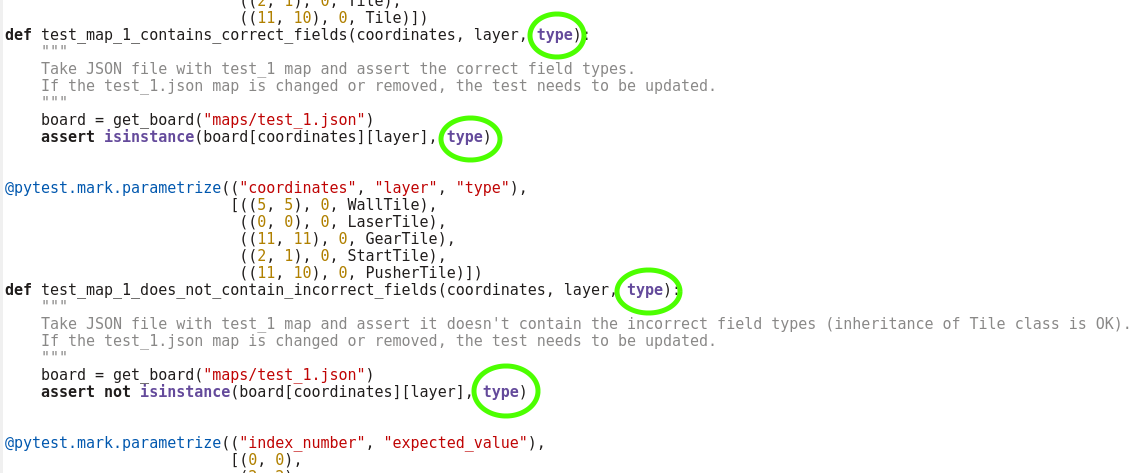 ((2, 1), 0, Tile),
((11, 10), 0, Tile)])
def test_map_1_contains_correct_fields(coordinates, layer, type):
"""
Take JSON file with test_1 map and assert the correct field types.
If the test_1.json map is changed or removed, the test needs to be updated.
"""
board = get_board("maps/test_1.json")
assert isinstance(board[coordinates][layer], type)
@pytest.mark.parametrize(("coordinates", "layer", "type"),
[((5, 5), 0, WallTile),
((0, 0), 0, LaserTile),
((11, 11), 0, GearTile),
((2, 1), 0, StartTile),
((11, 10), 0, PusherTile)])
def test_map_1_does_not_contain_incorrect_fields(coordinates, layer, type):
"""
Take JSON file with test_1 map and assert it doesn't contain the incorrect field types (inheritance of Tile class is OK).
If the test_1.json map is changed or removed, the test needs to be updated.
"""
board = get_board("maps/test_1.json")
assert not isinstance(board[coordinates][layer], type)
@pytest.mark.parametrize(("index_number", "expected_value"),
[(0, 0),